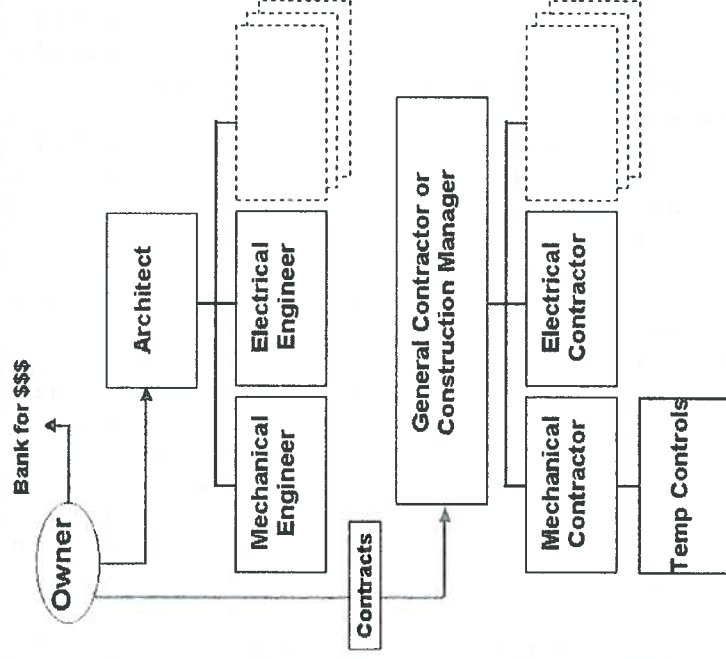 Bank for $$$
Owner
Architect
Mechanical
Engineer
Electrical
Engineer
Contracts
General Contractor or
Construction Manager
Mechanical
Contractor
Electrical
Contractor
Temp Controls